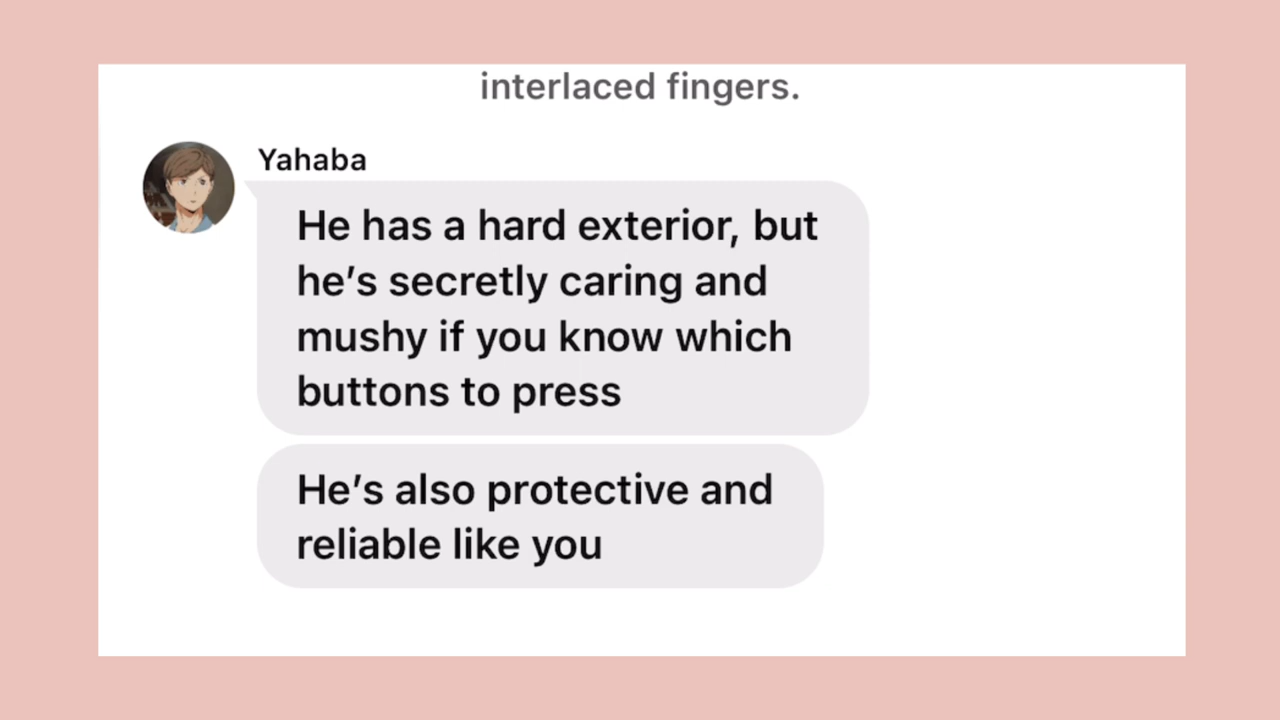 interlaced fingers.
Yahaba
He has a hard exterior, but
he’s secretly caring and
mushy if you know which
buttons to press
He’s also protective and
reliable like you